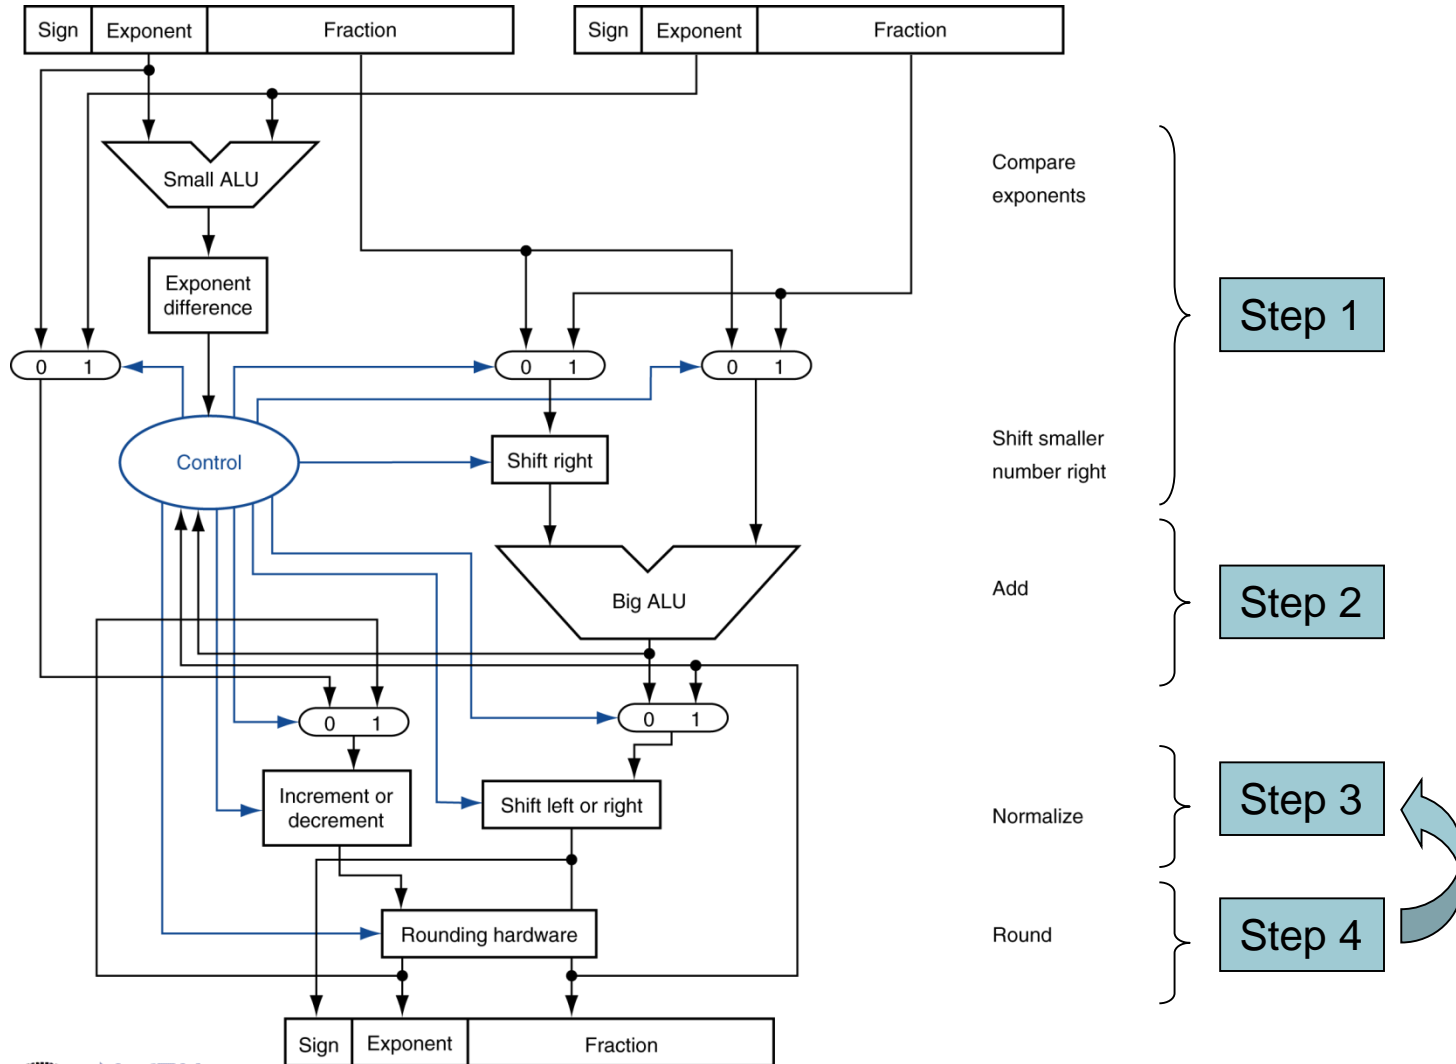 Sign Exponent Fraction Sign Exponent Fraction
Small ALU
Compare
exponents
Exponent
difference
Step 1
0 1 0 1 0 1
Control
Shift right
Shift smaller
number right
Big ALU
Add
Step 2
0 1 0 1
Increment or
decrement
Shift left or right
Normalize
Step 3
Rounding hardware
Round
Step 4
Sign Exponent Fraction